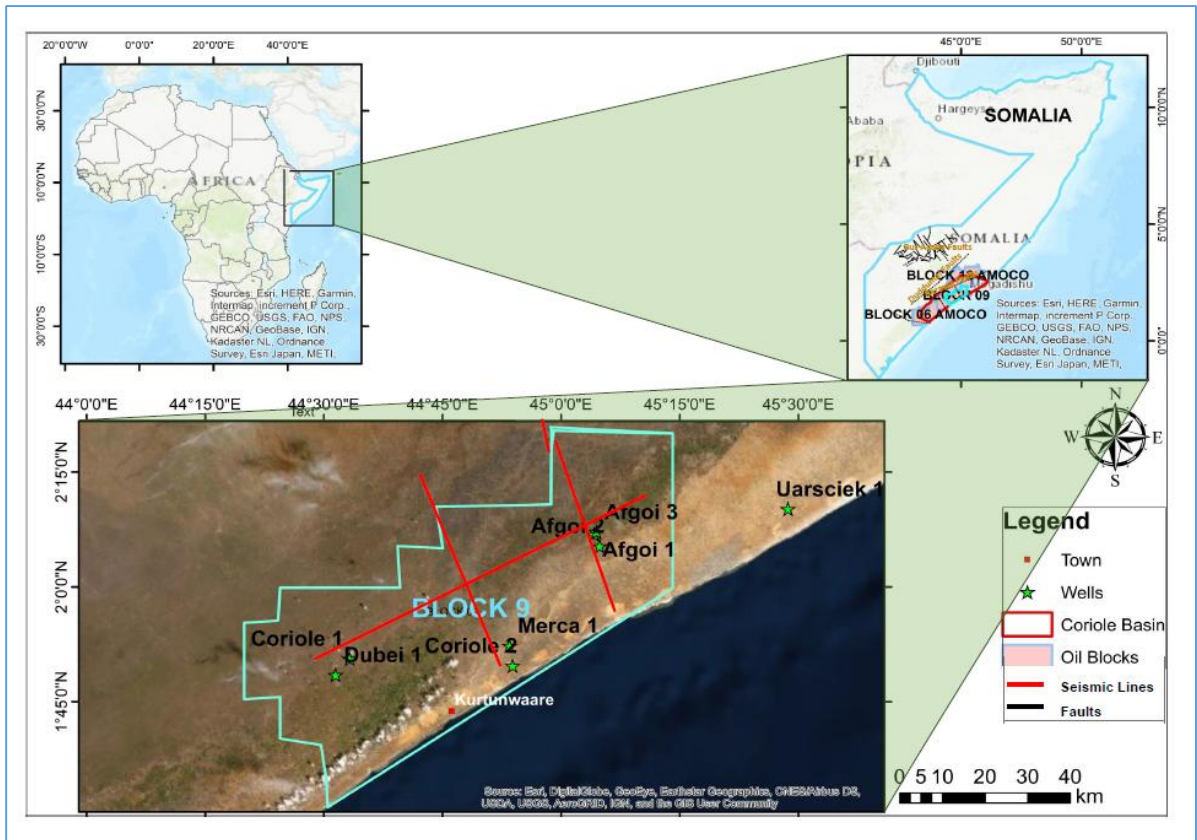 20°0'0"W 0°0'0" 20°0'0"E 40°0'0"E
30°0'0"N
10°0'0"N
10°0'0"S
30°0'0"S
AFRICA
Sources: Esri, HERE, Garmin,
Intermap, increment P Corp.,
GEBCO, USGS, FAO, NPS,
NRCAN, GeoBase, IGN,
Kadaster NL, Ordnance
Survey, Esri Japan, METI,
45°0'0"E 50°0'0"E
10°0'0"N
5°0'0"N
0°0'0"
Djibouti
Hargeysa
SOMALIA
Ababa
PIA
SOMALIA
Faults
Faults
AMOCO
BLOCK 09
BLOCK 06 AMOCO
Sources: Esri, HERE, Garmin,
Intermap, increment P Corp.,
GEBCO, USGS, FAO, NPS,
NRCAN, GeoBase, IGN,
Kadaster NL, Ordnance
Survey, Esri Japan, METI,
44°0'0"E 44°15'0"E 44°30'0"E 44°45'0"E 45°0'0"E 45°15'0"E 45°30'0"E
Text
2°15'0"N
2°0'0"N
1°45'0"N
Uarsciek 1
Afgoi 3
Afgoi 2
Afgoi 1
BLOCK 9
Merca 1
Coriole 1
Coriole 2
Dubei 1
Kurtunwaare
Source: Esri, DigitalGlobe, GeoEye, Earthstar Geographics, CNES/Airbus DS,
USDA, USGS, AeroGRID, IGN, and the GIS User Community
N
W E
S
Legend
Town
Wells
Coriole Basin
Oil Blocks
Seismic Lines
Faults
0 5 10 20 30 40
km